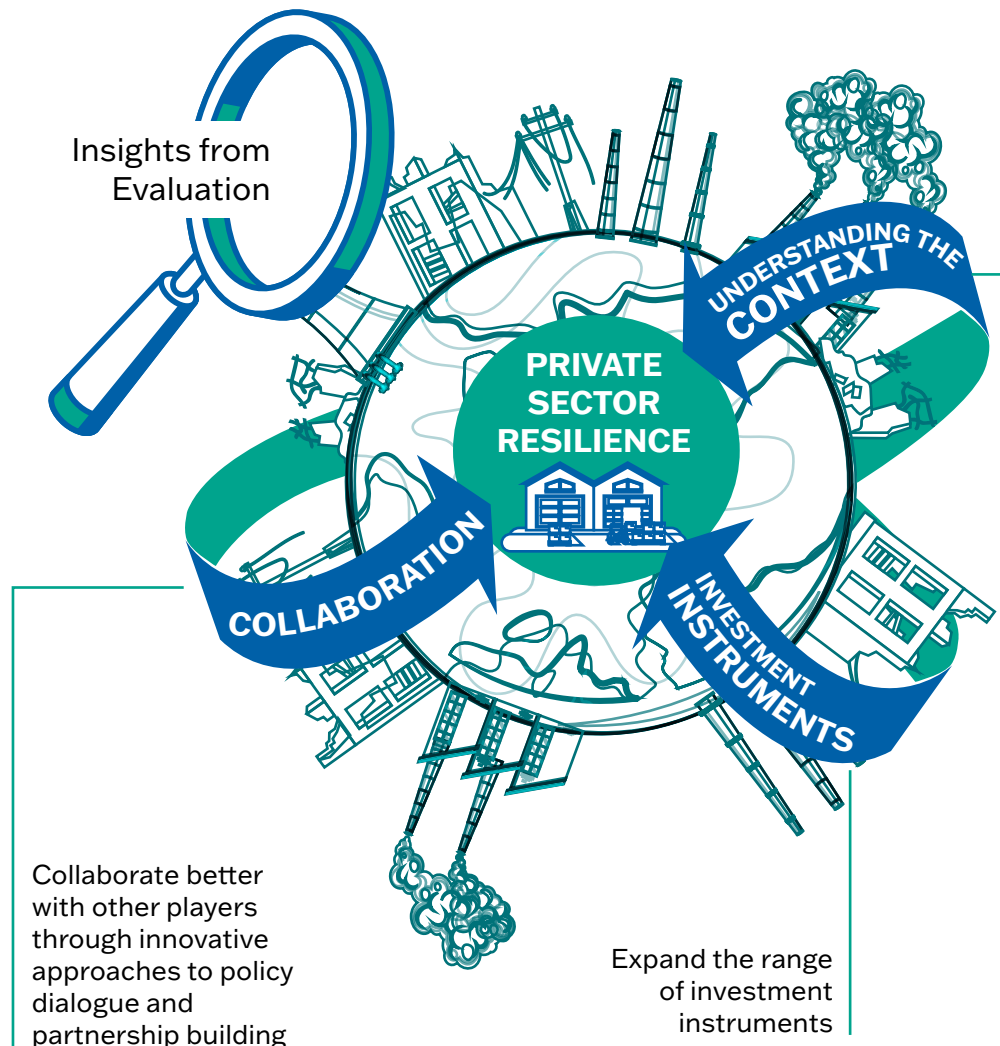 Insights from
Evaluation
UNDERSTANDING THE
CONTEXT
PRIVATE
SECTOR
RESILIENCE
COLLABORATION
INVESTMENT
INSTRUMENTS
Collaborate better
with other players
through innovative
approaches to policy
dialogue and
partnership building
Expand the range
of investment
instruments